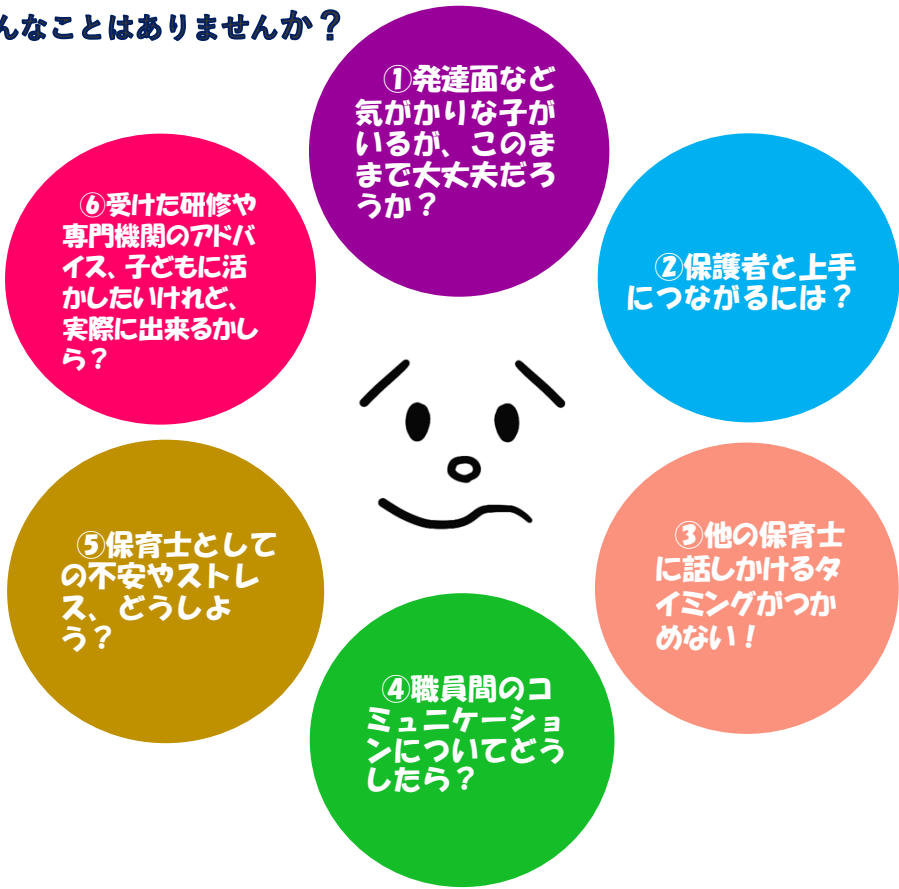 んなことはありませんか？
①発達面など
気がかりな子が
いるが、このま
まで大丈夫だろ
うか？
②保護者と上手
につながるには？
③他の保育士
に話しかけるタ
イミングがつか
めない！
④職員間のコ
ミュニケーショ
ンについてどう
したら？
⑤保育士として
の不安やストレ
ス、どうしよ
う？
⑥受けた研修や
専門機関のアドバ
イス、子どもに活
かしたいけれど、
実際に出来るかし
ら？